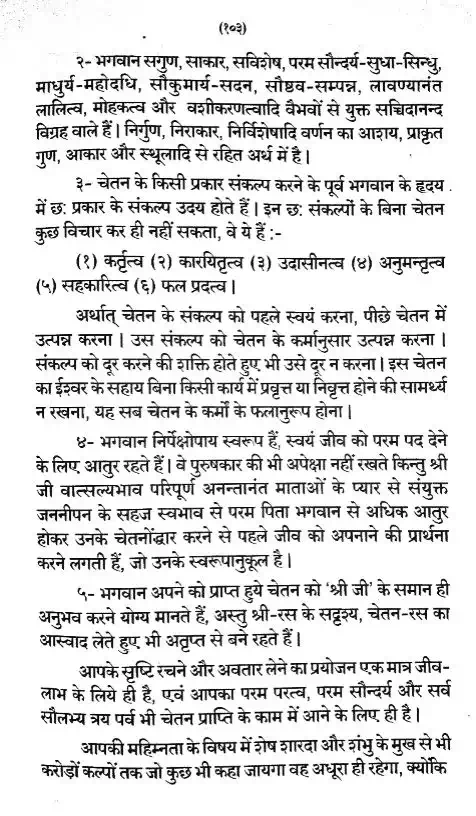 (१०३)
२- भगवान सगुण, साकार, सविशेष, परम सौन्दर्य-सुधा-सिन्धु,
माधुर्य-महोदधि, सौकुमार्य-सदन, सौष्ठव-सम्पन्न, लावण्यानंत
लालित्व, मोहकत्व और वशीकरणत्वादि वैभवों से युक्त सच्चिदानन्द
विग्रह वाले हैं। निर्गुण, निराकार, निर्विशेषादि वर्णन का आशय, प्राकृत
गुण, आकार और स्थूलादि से रहित अर्थ में है।
३- चेतन के किसी प्रकार संकल्प करने के पूर्व भगवान के हृदय
में छः प्रकार के संकल्प उदय होते हैं। इन छः संकल्पों के बिना चेतन
कुछ विचार कर ही नहीं सकता, वे ये हैं :-
(१) कर्तृत्व (२) कारयितृत्व (३) उदासीनत्व (४) अनुमन्तृत्व
(५) सहकारित्व (६) फल प्रदत्व।
अर्थात् चेतन के संकल्प को पहले स्वयं करना, पीछे चेतन में
उत्पन्न करना। उस संकल्प को चेतन के कर्मानुसार उत्पन्न करना।
संकल्प को दूर करने की शक्ति होते हुए भी उसे दूर न करना। इस चेतन
का ईश्वर के सहाय बिना किसी कार्य में प्रवृत्त या निवृत्त होने की सामर्थ्य
न रखना, यह सब चेतन के कर्मों के फलानुरूप होना।
४- भगवान निर्पेक्षोपाय स्वरूप हैं, स्वयं जीव को परम पद देने
के लिए आतुर रहते हैं। वे पुरुषकार की भी अपेक्षा नहीं रखते किन्तु श्री
जी वात्सल्यभाव परिपूर्ण अनन्तानंत माताओं के प्यार से संयुक्त
जननीपन के सहज स्वभाव से परम पिता भगवान से अधिक आतुर
होकर उनके चेतनोंद्धार करने से पहले जीव को अपनाने की प्रार्थना
करने लगती हैं, जो उनके स्वरूपानुकूल है।
५- भगवान अपने को प्राप्त हुये चेतन को 'श्री जी' के समान ही
अनुभव करने योग्य मानते हैं, अस्तु श्री-रस के सदृश्य, चेतन-रस का
आस्वाद लेते हुए भी अतृप्त से बने रहते हैं।
आपके सृष्टि रचने और अवतार लेने का प्रयोजन एक मात्र जीव-
लाभ के लिये ही है, एवं आपका परम परत्व, परम सौन्दर्य और सर्व
सौलभ्य त्रय पर्व भी चेतन प्राप्ति के काम में आने के लिए ही है।
आपकी महिम्नता के विषय में शेष शारदा और शंभु के मुख से भी
करोड़ों कल्पों तक जो कुछ भी कहा जायगा वह अधूरा ही रहेगा, क्योंकि